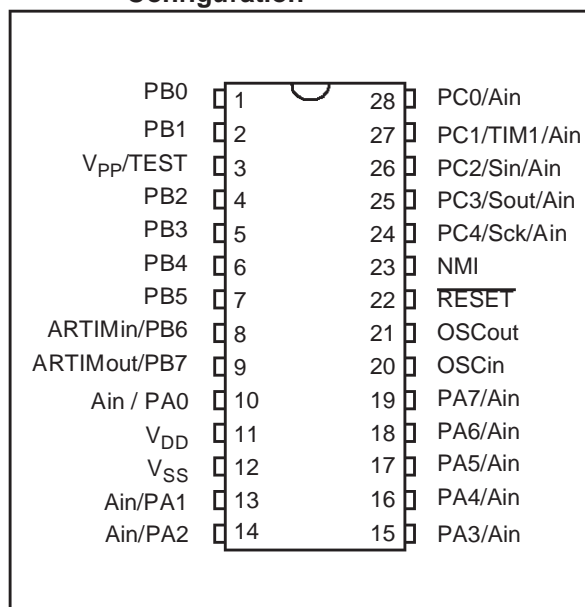 Configuration
PB0 1 28 PC0/Ain
PB1 2 27 PC1/TIM1/Ain
VPP/TEST 3 26 PC2/Sin/Ain
PB2 4 25 PC3/Sout/Ain
PB3 5 24 PC4/Sck/Ain
PB4 6 23 NMI
PB5 7 22 RESET
ARTIMin/PB6 8 21 OSCout
ARTIMout/PB7 9 20 OSCin
Ain / PA0 10 19 PA7/Ain
VDD 11 18 PA6/Ain
VSS 12 17 PA5/Ain
Ain/PA1 13 16 PA4/Ain
Ain/PA2 14 15 PA3/Ain